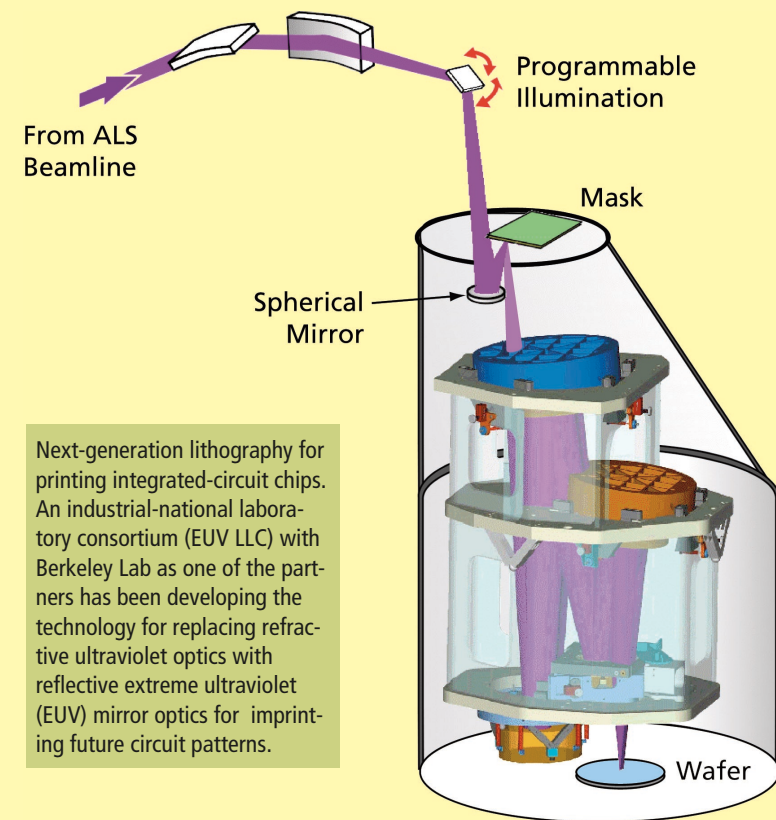 Programmable
Illumination
From ALS
Beamline
Mask
Spherical
Mirror
Next-generation lithography for
printing integrated-circuit chips.
An industrial-national labora-
tory consortium (EUV LLC) with
Berkeley Lab as one of the part-
ners has been developing the
technology for replacing refrac-
tive ultraviolet optics with
reflective extreme ultraviolet
(EUV) mirror optics for imprint-
ing future circuit patterns.
Wafer